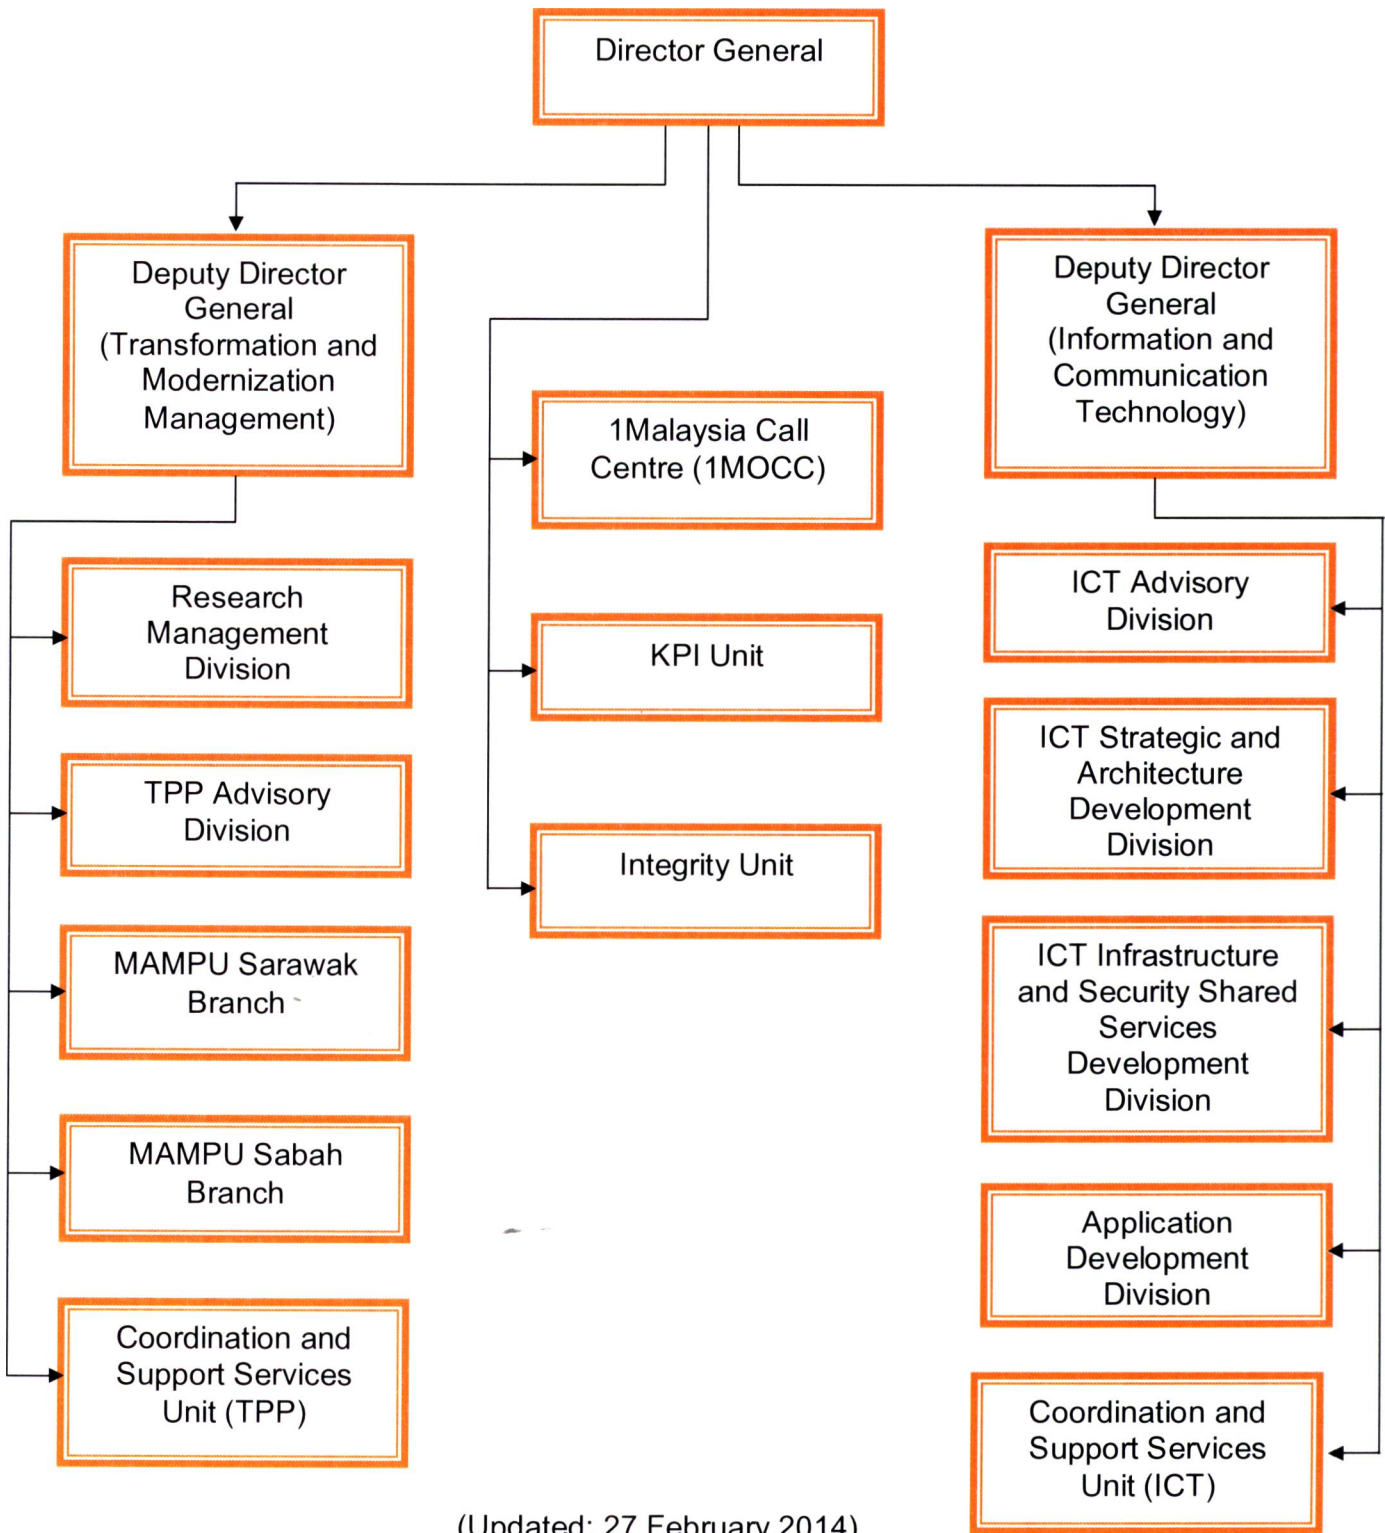 Director General
Deputy Director
General
(Transformation and
Modernization
Management)
Research
Management
Division
TPP Advisory
Division
MAMPU Sarawak
Branch
MAMPU Sabah
Branch
Coordination and
Support Services
Unit (TPP)
1Malaysia Call
Centre (1MOCC)
KPI Unit
Integrity Unit
Deputy Director
General
(Information and
Communication
Technology)
ICT Advisory
Division
ICT Strategic and
Architecture
Development
Division
ICT Infrastructure
and Security Shared
Services
Development
Division
Application
Development
Division
Coordination and
Support Services
Unit (ICT)
(Updated: 27 February 2014)